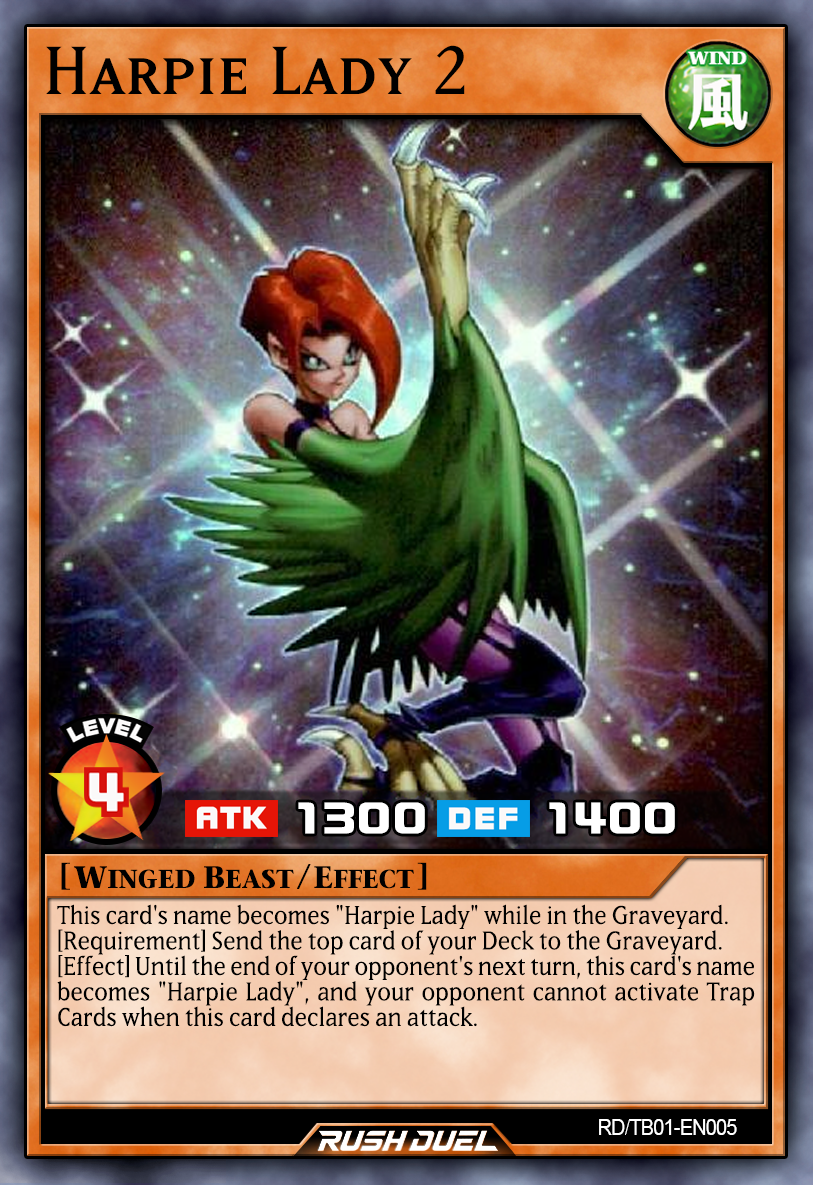 Harpie Lady 2
WIND
風
LEVEL
4
ATK 1300 DEF 1400
[Winged Beast/Effect]
This card's name becomes "Harpie Lady" while in the Graveyard.
[Requirement] Send the top card of your Deck to the Graveyard.
[Effect] Until the end of your opponent's next turn, this card's name
becomes "Harpie Lady", and your opponent cannot activate Trap
Cards when this card declares an attack.
RD/TB01-EN005
RUSH DUEL